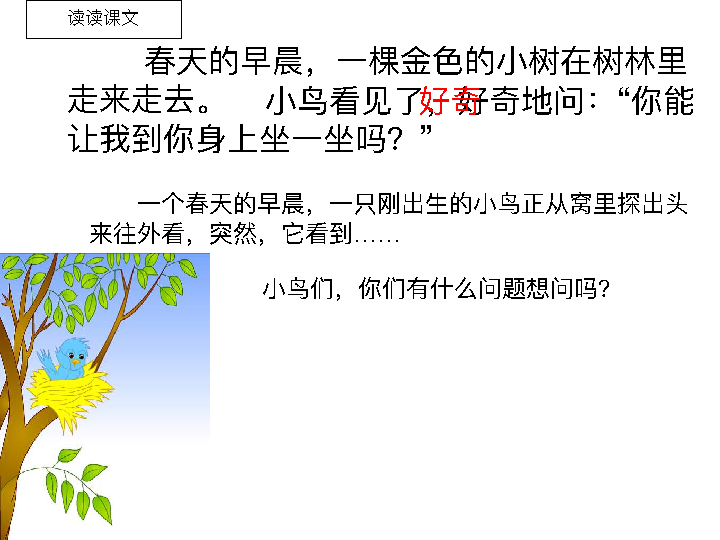 读读课文
春天的早晨，一棵金色的小树在树林里
走来走去。 小鸟看见了，好奇地问：“你能
好奇
让我到你身上坐一坐吗？”
一个春天的早晨，一只刚出生的小鸟正从窝里探出头
来往外看，突然，它看到……
小鸟们，你们有什么问题想问吗？